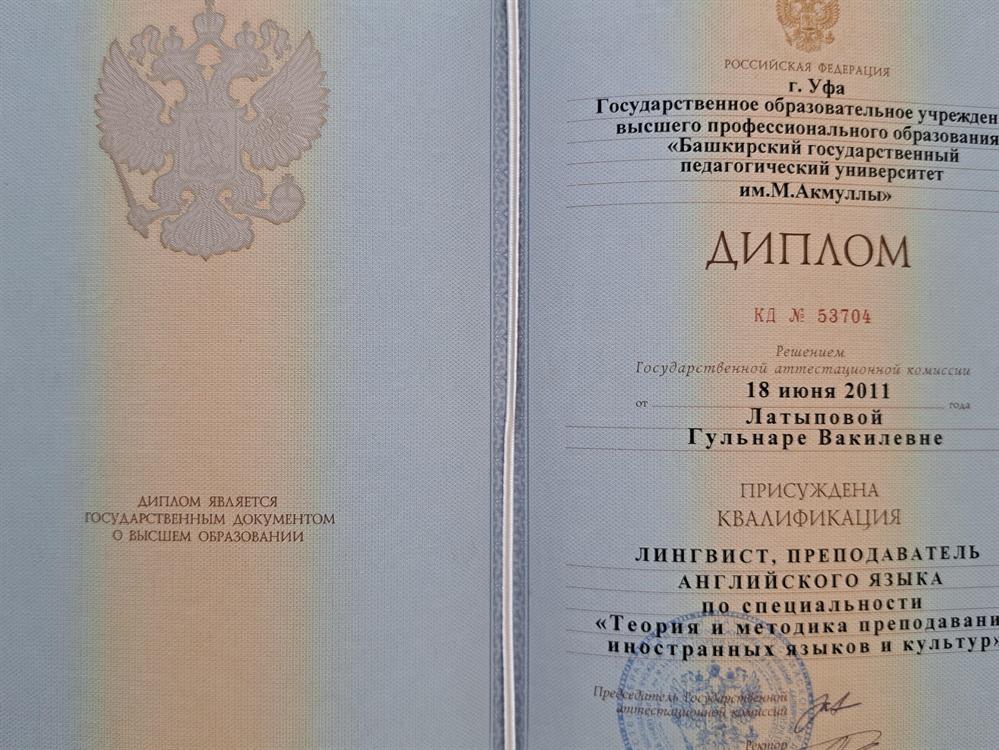 ДИПЛОМ ЯВЛЯЕТСЯ
ГОСУДАРСТВЕННЫМ ДОКУМЕНТОМ
О ВЫСШЕМ ОБРАЗОВАНИИ
РОССИЙСКАЯ ФЕДЕРАЦИЯ
г. Уфа
Государственное образовательное учрежден
высшего профессионального образования
«Башкирский государственный
педагогический университет
им.М.Акмуллы»
ДИПЛОМ
КД № 53704
Решением
Государственной аттестационной комиссии
от 18 июня 2011 года
Латыповой
Гульнаре Вакилевне
ПРИСУЖДЕНА
КВАЛИФИКАЦИЯ
ЛИНГВИСТ, ПРЕПОДАВАТЕЛЬ
АНГЛИЙСКОГО ЯЗЫКА
по специальности
«Теория и методика преподавани
иностранных языков и культур»
Председатель Государственной
аттестационной комиссии
Ректор